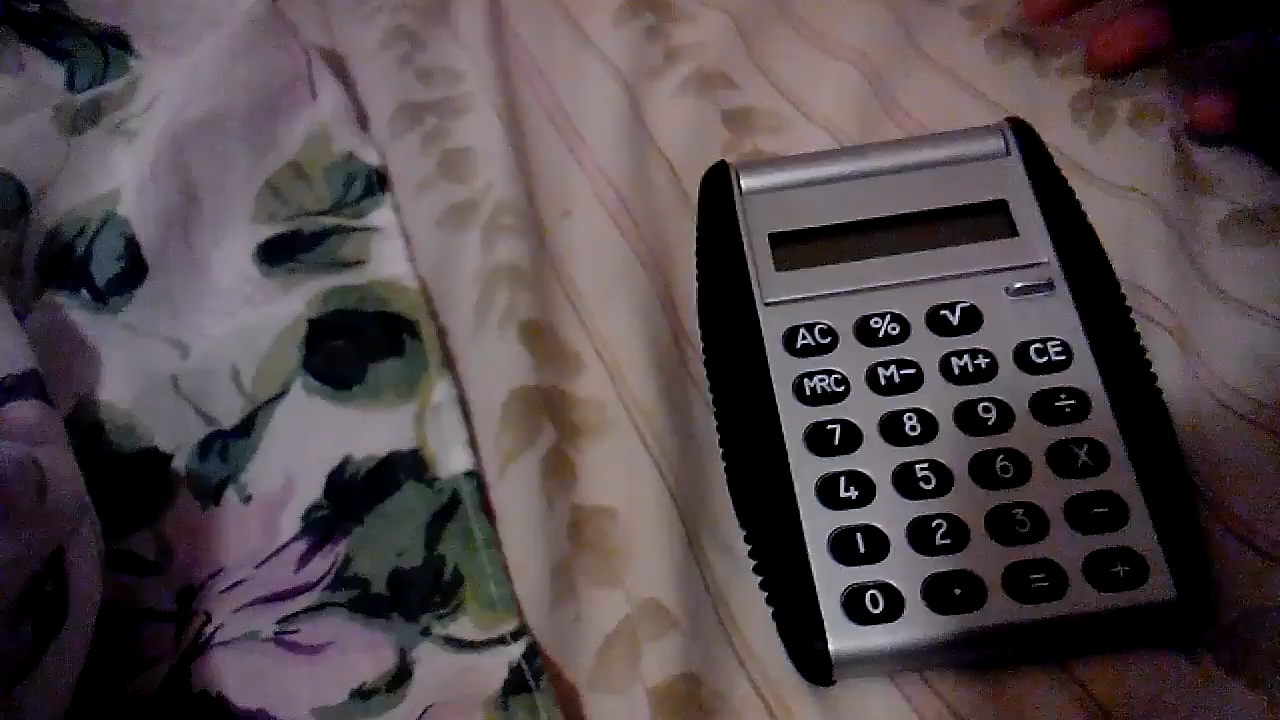 AC % √
MRC M− M+ CE
7 8 9 ÷
4 5 6 X
1 2 3 −
0 . = +